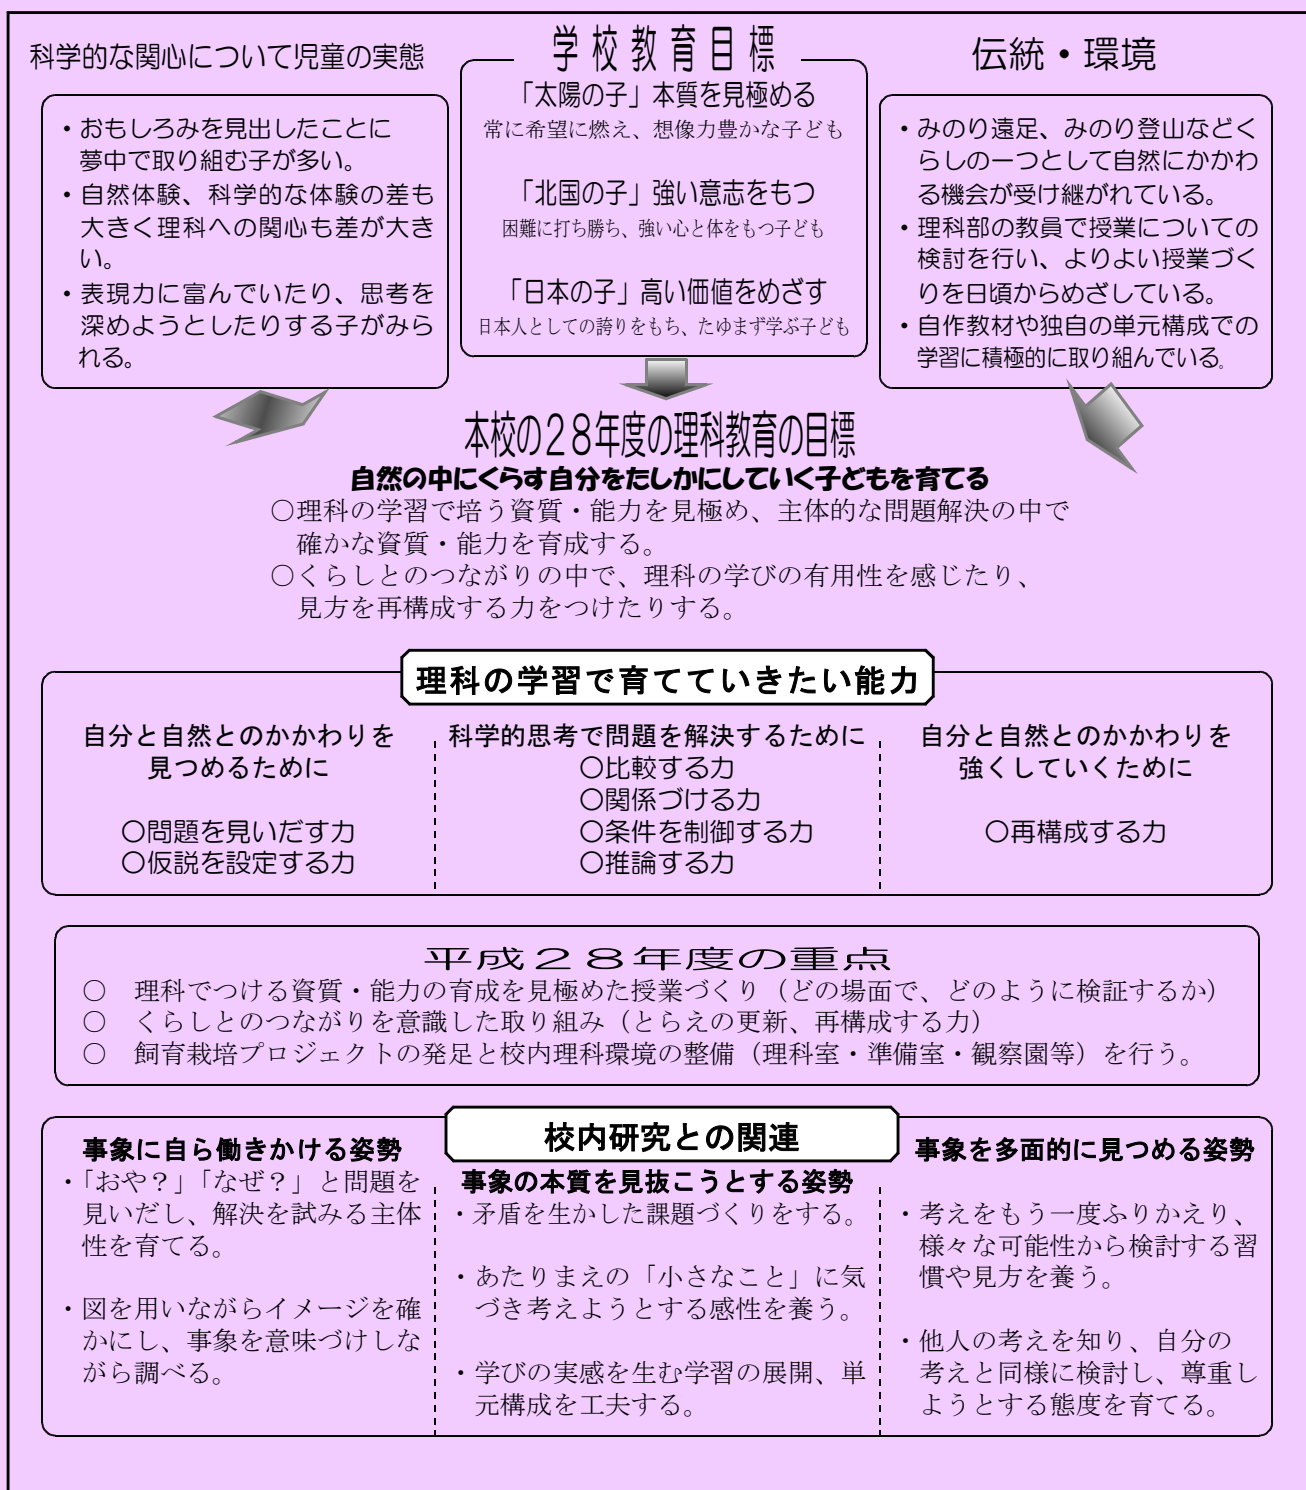 科学的な関心について児童の実態
・おもしろみを見出したことに
夢中で取り組む子が多い。
・自然体験、科学的な体験の差も
大きく理科への関心も差が大き
い。
・表現力に富んでいたり、思考を
深めようとしたりする子がみら
れる。
学校教育目標
「太陽の子」本質を見極める
常に希望に燃え、想像力豊かな子ども
「北国の子」強い意志をもつ
困難に打ち勝ち、強い心と体をもつ子ども
「日本の子」高い価値をめざす
日本人としての誇りをもち、たゆまず学ぶ子ども
伝統・環境
・みのり遠足、みのり登山などく
らしの一つとして自然にかかわ
る機会が受け継がれている。
・理科部の教員で授業についての
検討を行い、よりよい授業づく
りを日頃からめざしている。
・自作教材や独自の単元構成での
学習に積極的に取り組んでいる。
本校の28年度の理科教育の目標
自然の中にくらす自分をたしかにしていく子どもを育てる
○理科の学習で培う資質・能力を見極め、主体的な問題解決の中で
確かな資質・能力を育成する。
○くらしとのつながりの中で、理科の学びの有用性を感じたり、
見方を再構成する力をつけたりする。
理科の学習で育てていきたい能力
自分と自然とのかかわりを
見つめるために
○問題を見いだす力
○仮説を設定する力
科学的思考で問題を解決するために
○比較する力
○関係づける力
○条件を制御する力
○推論する力
自分と自然とのかかわりを
強くしていくために
○再構成する力
平成28年度の重点
○ 理科でつける資質・能力の育成を見極めた授業づくり（どの場面で、どのように検証するか）
○ くらしとのつながりを意識した取り組み（とらえの更新、再構成する力）
○ 飼育栽培プロジェクトの発足と校内理科環境の整備（理科室・準備室・観察園等）を行う。
校内研究との関連
事象に自ら働きかける姿勢
・「おや？」「なぜ？」と問題を
見いだし、解決を試みる主体
性を育てる。
・図を用いながらイメージを確
かにし、事象を意味づけしな
がら調べる。
事象の本質を見抜こうとする姿勢
・矛盾を生かした課題づくりをする。
・あたりまえの「小さなこと」に気
づき考えようとする感性を養う。
・学びの実感を生む学習の展開、単
元構成を工夫する。
事象を多面的に見つめる姿勢
・考えをもう一度ふりかえり、
様々な可能性から検討する習
慣や見方を養う。
・他人の考えを知り、自分の
考えと同様に検討し、尊重し
ようとする態度を育てる。